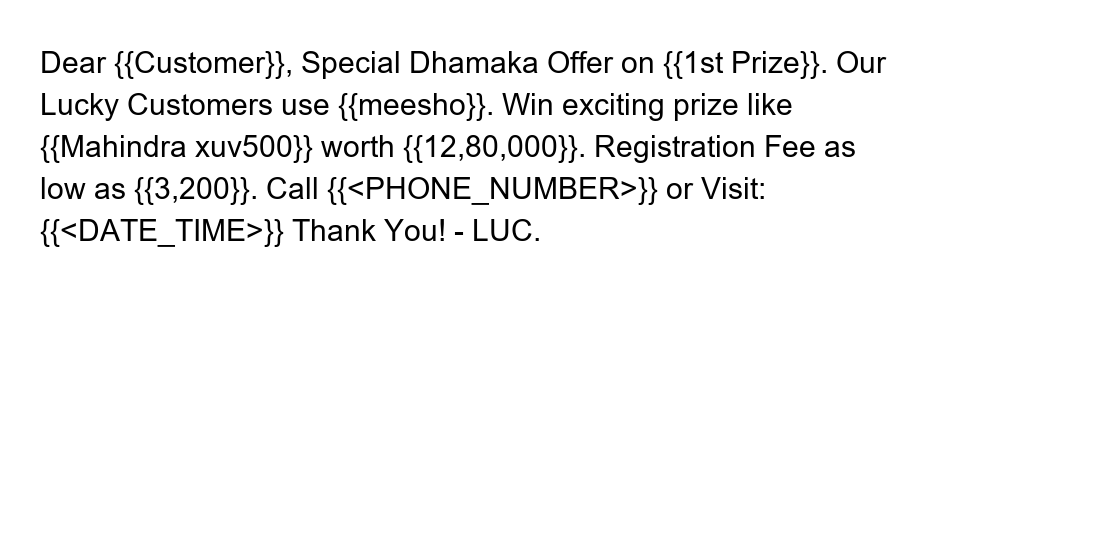 Dear {{Customer}}, Special Dhamaka Offer on {{1st Prize}}. Our
Lucky Customers use {{meesho}}. Win exciting prize like
{{Mahindra xuv500}} worth {{12,80,000}}. Registration Fee as
low as {{3,200}}. Call {{<PHONE_NUMBER>}} or Visit:
{{<DATE_TIME>}} Thank You! - LUC.